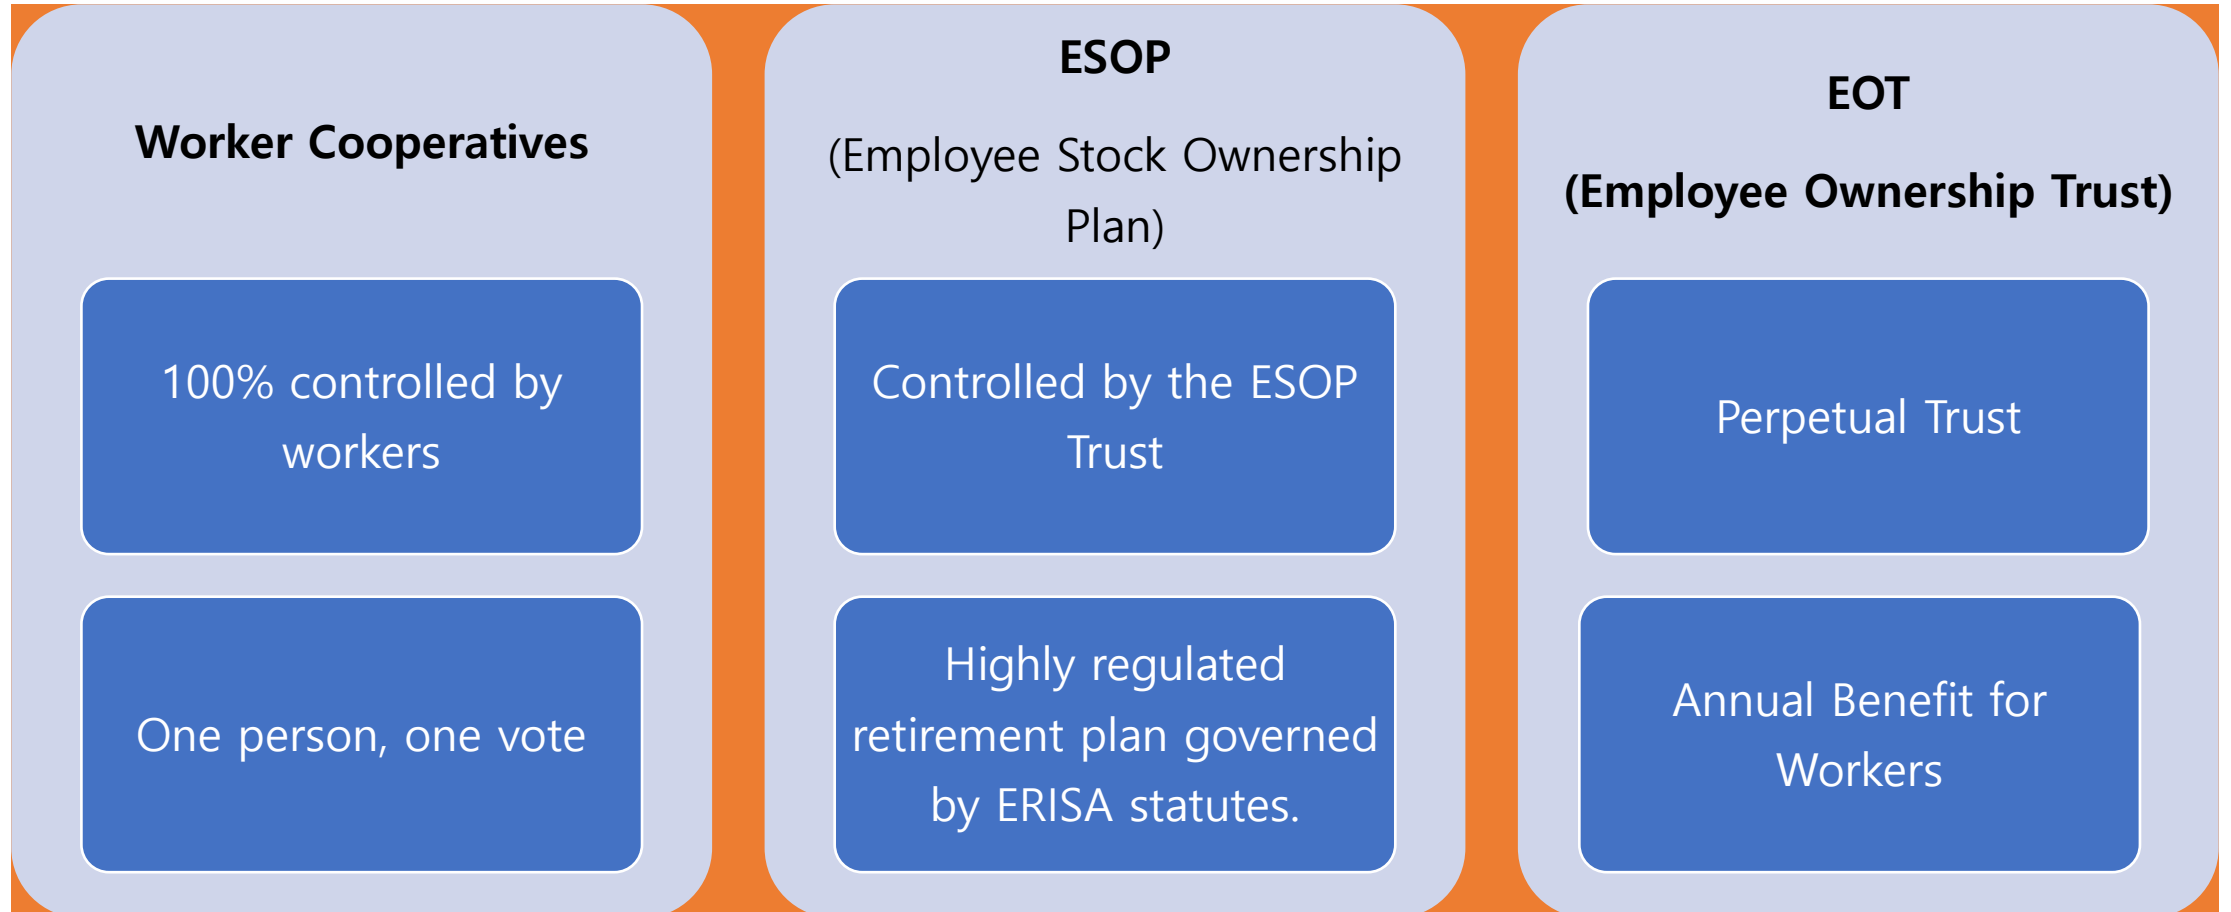 Worker Cooperatives
100% controlled by
workers
One person, one vote
ESOP
(Employee Stock Ownership
Plan)
Controlled by the ESOP
Trust
Highly regulated
retirement plan governed
by ERISA statutes.
EOT
(Employee Ownership Trust)
Perpetual Trust
Annual Benefit for
Workers